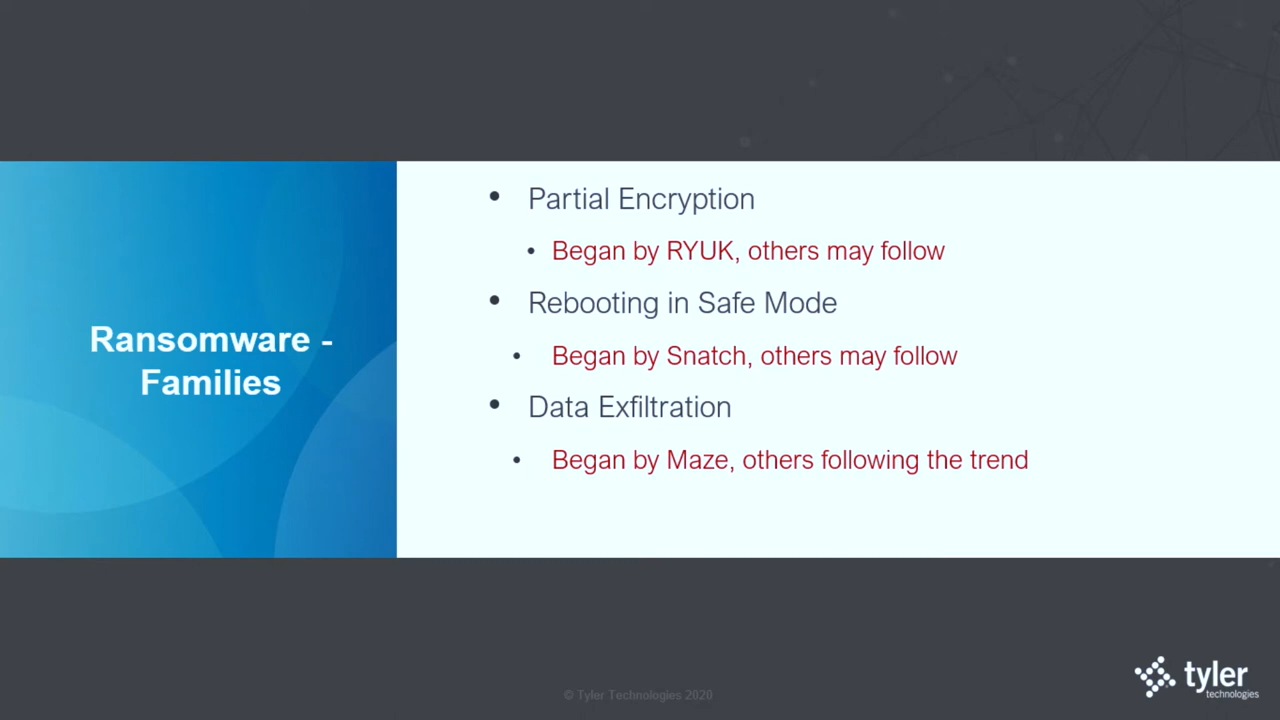 Ransomware -
Families
• Partial Encryption
• Began by RYUK, others may follow
• Rebooting in Safe Mode
• Began by Snatch, others may follow
• Data Exfiltration
• Began by Maze, others following the trend
© Tyler Technologies 2020
tyler
technologies